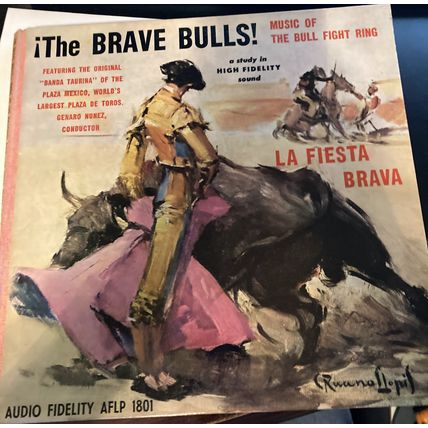 ¡The BRAVE BULLS!
MUSIC OF
THE BULL FIGHT RING
FEATURING THE ORIGINAL
"BANDA TAURINA" OF THE
PLAZA MEXICO, WORLD'S
LARGEST PLAZA DE TOROS.
GENARO NUNEZ,
CONDUCTOR
a study in
HIGH FIDELITY
sound
LA FIESTA
BRAVA
Ruano Llopis
AUDIO FIDELITY AFLP 1801